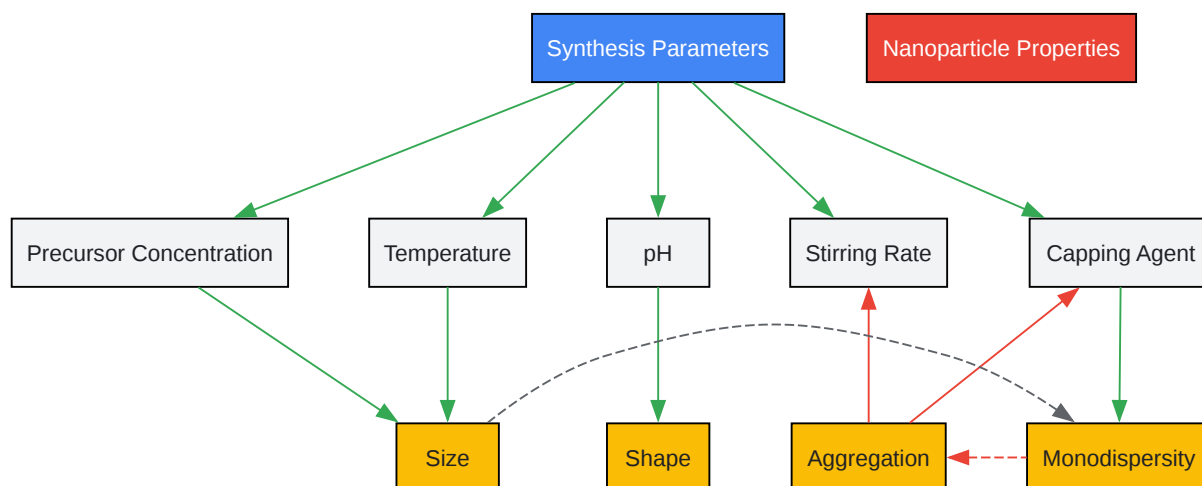 Synthesis Parameters
Nanoparticle Properties
Precursor Concentration
Temperature
pH
Stirring Rate
Capping Agent
Size
Shape
Aggregation
Monodispersity